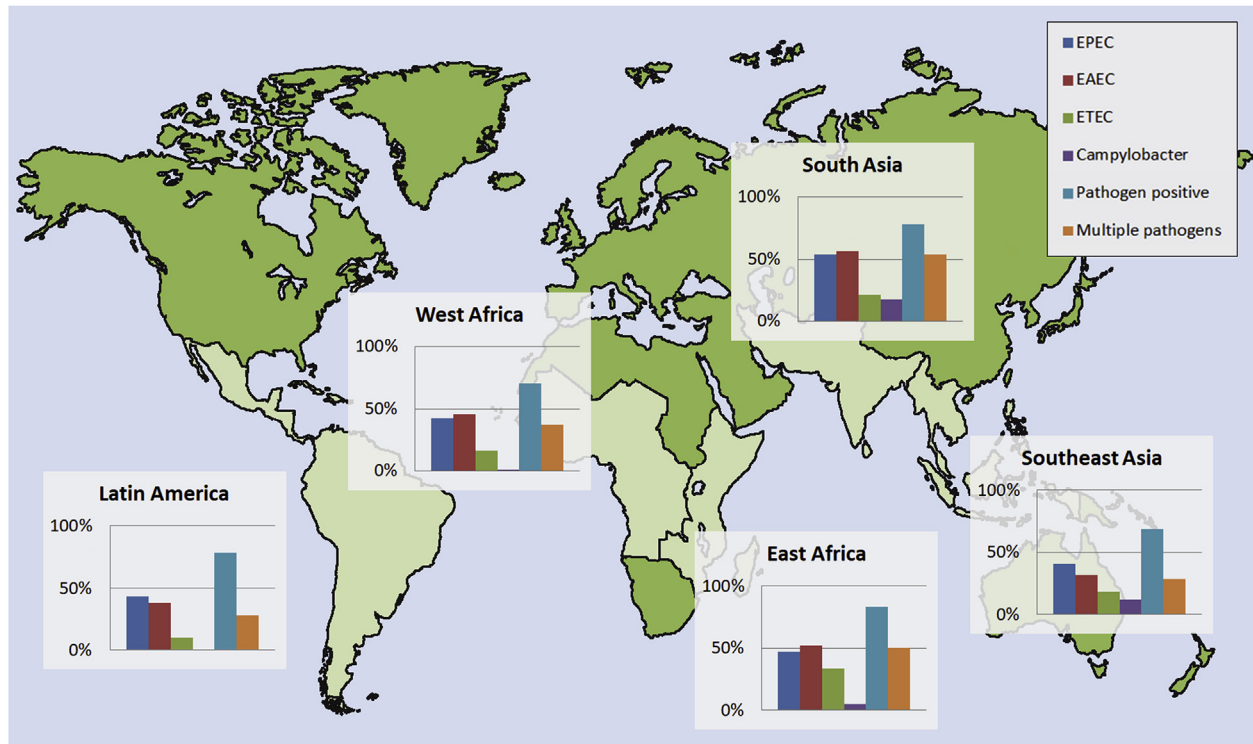 EPEC
EAEC
ETEC
Campylobacter
Pathogen positive
Multiple pathogens
South Asia
100%
50%
0%
West Africa
100%
50%
0%
Latin America
100%
50%
0%
East Africa
100%
50%
0%
Southeast Asia
100%
50%
0%